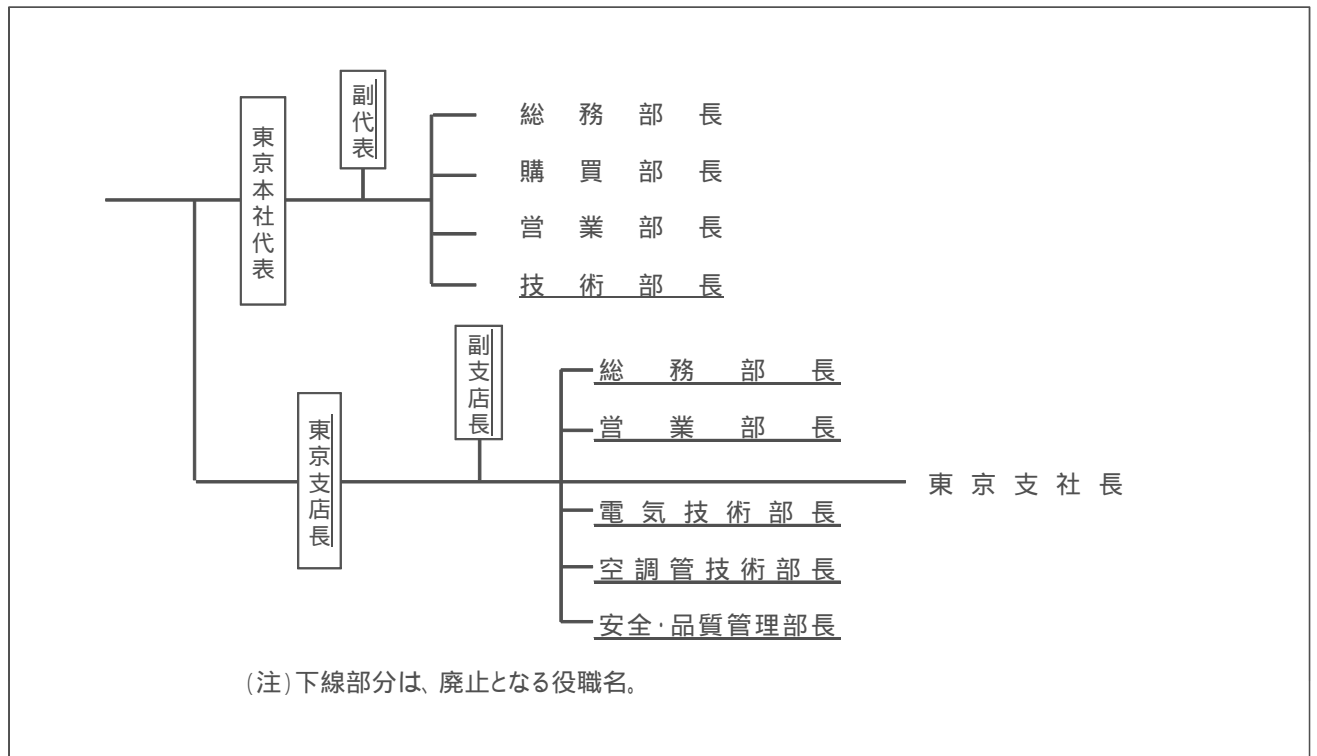 副代表
東京本社代表
総務部長
購買部長
営業部長
技術部長
副支店長
東京支店長
総務部長
営業部長
東京支社長
電気技術部長
空調管技術部長
安全・品質管理部長
(注)下線部分は、廃止となる役職名。